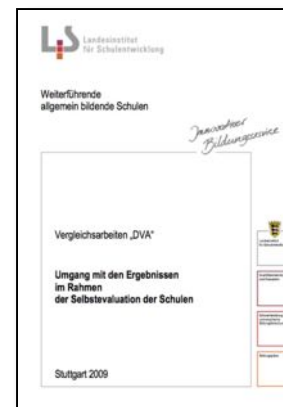 LS
Landesinstitut
für Schulentwicklung
Weiterführende
allgemein bildende Schulen
Innovativer
Bildungsservice
Vergleichsarbeiten „DVA“
Umgang mit den Ergebnissen
im Rahmen
der Selbstevaluation der Schulen
Stuttgart 2009